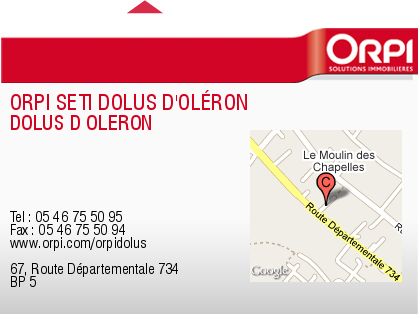 ORPI
SOLUTIONS IMMOBILIÈRES
ORPI SETI DOLUS D'OLÉRON
DOLUS D OLERON
Le Moulin des
Chapelles
C
Route Départementale 734
Google
Tel : 05 46 75 50 95
Fax : 05 46 75 50 94
www.orpi.com/orpidolus
67, Route Départementale 734
BP 5